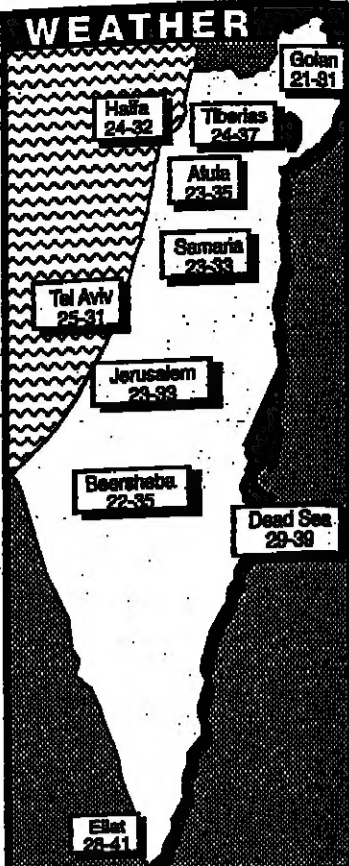 WEATHER
Golan
21-31
Haifa
24-32
Tiberias
24-37
Afula
23-35
Samaria
23-33
Tel Aviv
25-31
Jerusalem
23-33
Beersheba
22-35
Dead Sea
29-39
Eilat
26-41